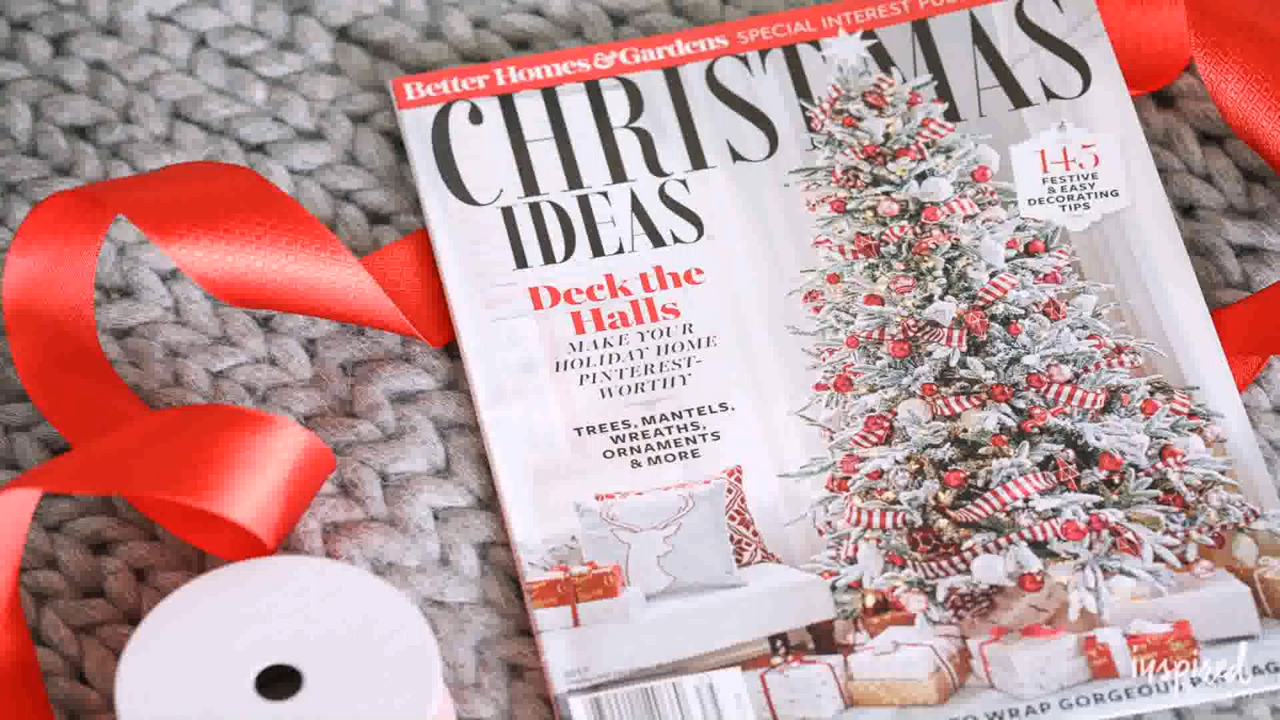 Better Homes & Gardens SPECIAL INTEREST
CHRISTMAS
IDEAS
145
FESTIVE
& EASY
DECORATING
TIPS
Deck the
Halls
MAKE YOUR
HOLIDAY HOME
PINTEREST-
WORTHY
TREES, MANTELS,
WREATHS,
ORNAMENTS
& MORE
inspired
TO WRAP GORGEOUS